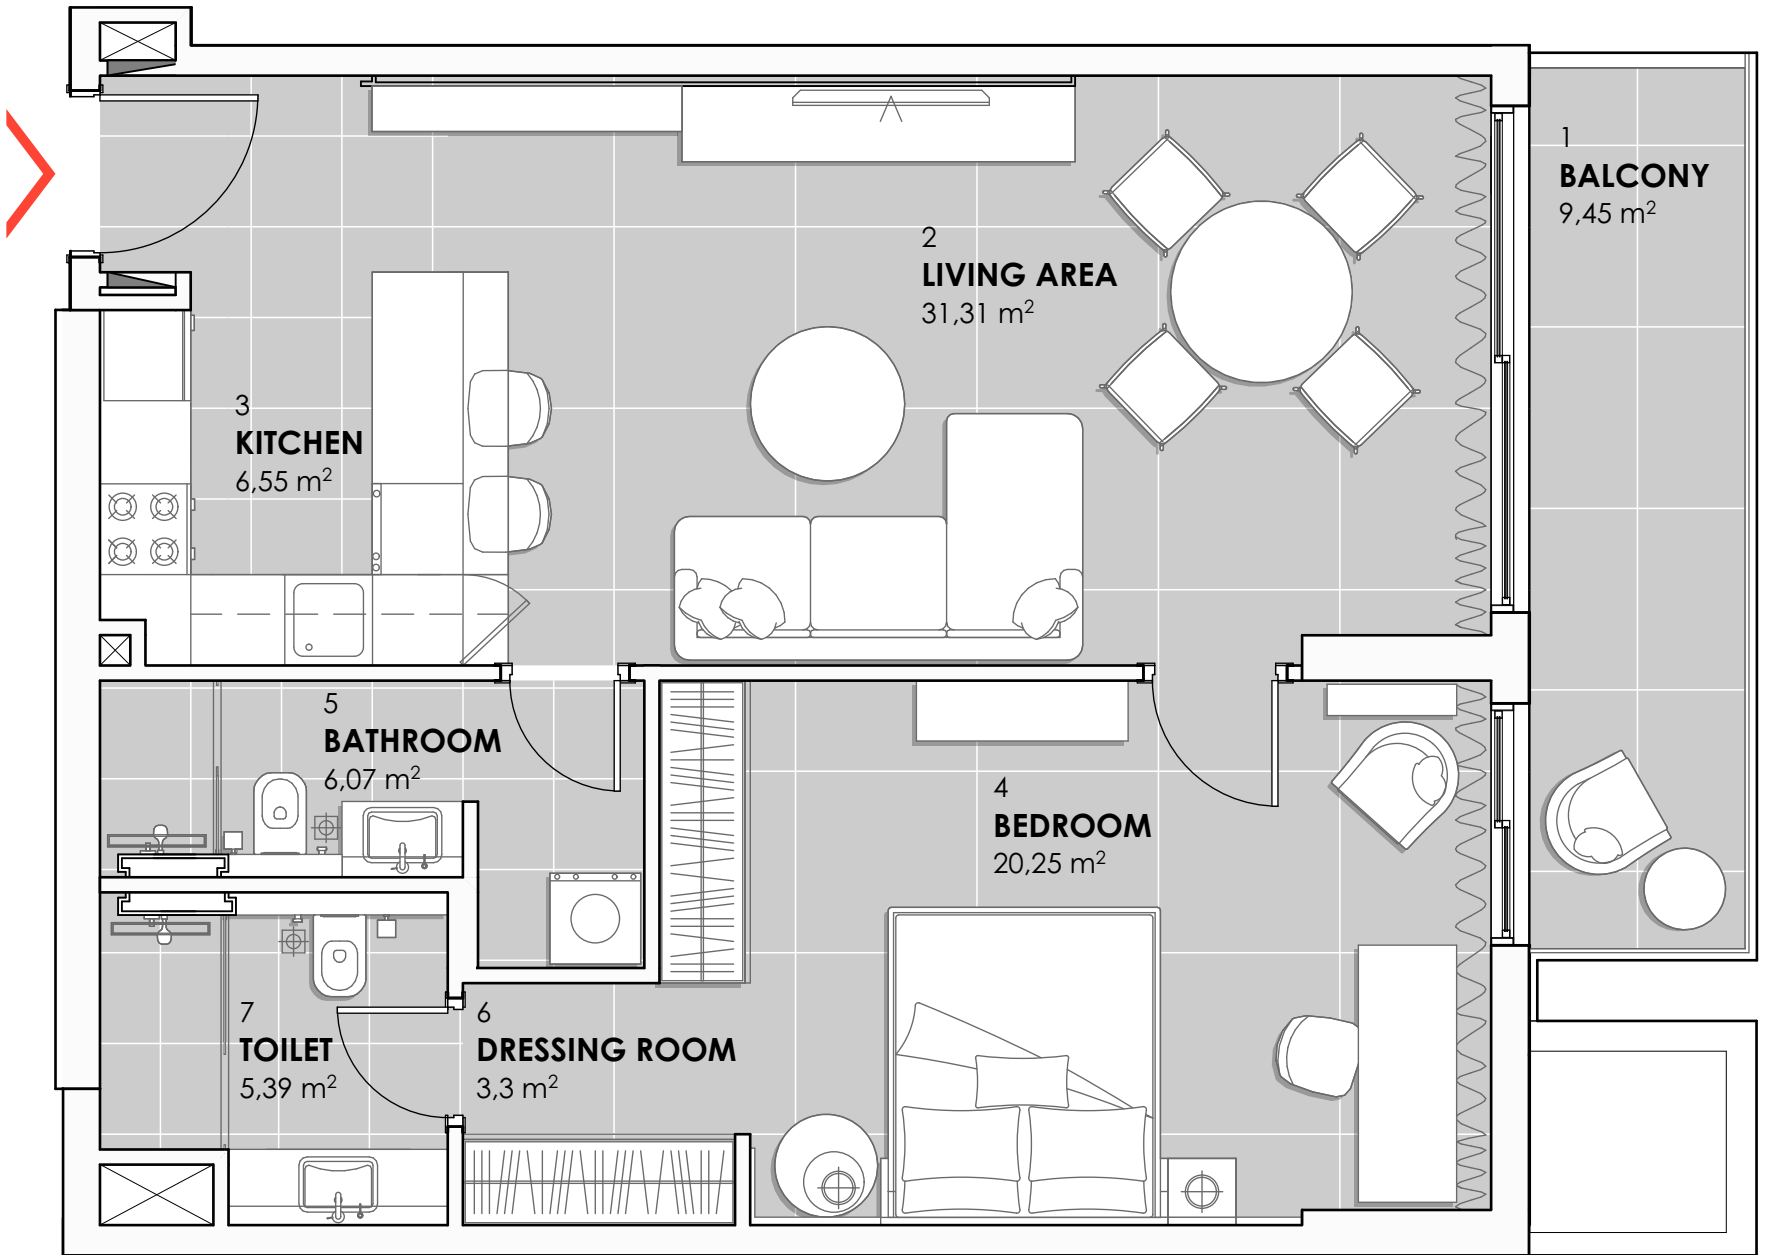 1
BALCONY
9,45 m²
2
LIVING AREA
31,31 m²
3
KITCHEN
6,55 m²
4
BEDROOM
20,25 m²
5
BATHROOM
6,07 m²
6
DRESSING ROOM
3,3 m²
7
TOILET
5,39 m²